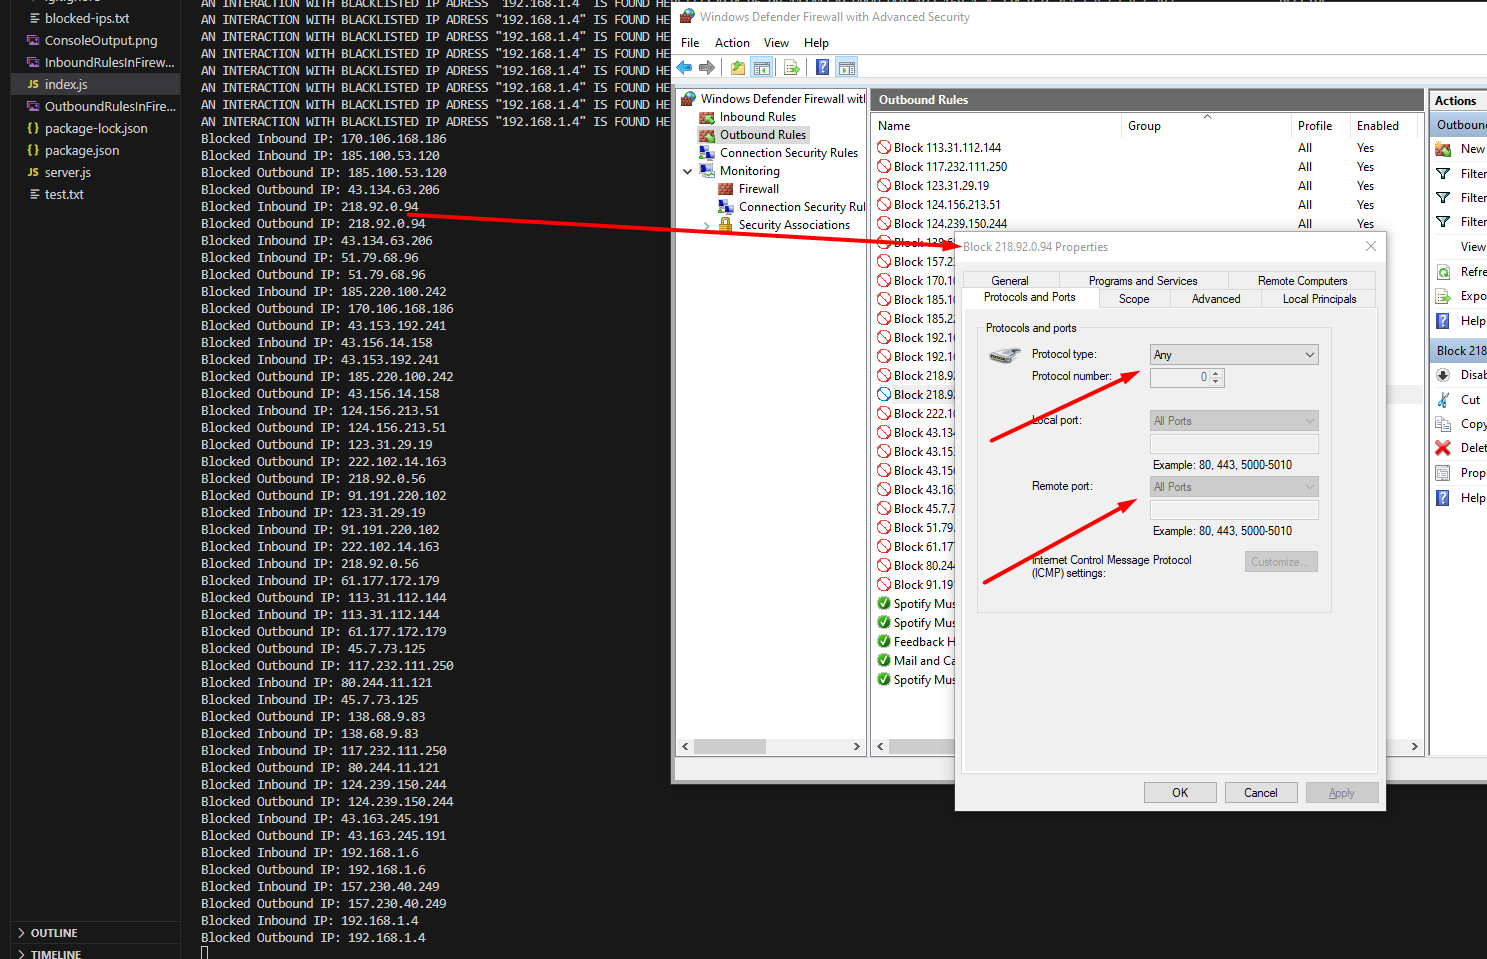 blocked-ips.txt
ConsoleOutput.png
InboundRulesInFirew...
JS index.js
OutboundRulesInFire...
{} package-lock.json
{} package.json
JS server.js
test.txt
OUTLINE
TIMELINE
AN INTERACTION WITH BLACKLISTED IP ADRESS "192.168.1.4" IS FOUND HE
AN INTERACTION WITH BLACKLISTED IP ADRESS "192.168.1.4" IS FOUND HE
AN INTERACTION WITH BLACKLISTED IP ADRESS "192.168.1.4" IS FOUND HE
AN INTERACTION WITH BLACKLISTED IP ADRESS "192.168.1.4" IS FOUND HE
AN INTERACTION WITH BLACKLISTED IP ADRESS "192.168.1.4" IS FOUND HE
AN INTERACTION WITH BLACKLISTED IP ADRESS "192.168.1.4" IS FOUND HE
AN INTERACTION WITH BLACKLISTED IP ADRESS "192.168.1.4" IS FOUND HE
AN INTERACTION WITH BLACKLISTED IP ADRESS "192.168.1.4" IS FOUND HE
Blocked Inbound IP: 170.106.168.186
Blocked Inbound IP: 185.100.53.120
Blocked Outbound IP: 185.100.53.120
Blocked Outbound IP: 43.134.63.206
Blocked Inbound IP: 218.92.0.94
Blocked Outbound IP: 218.92.0.94
Blocked Inbound IP: 43.134.63.206
Blocked Inbound IP: 51.79.68.96
Blocked Outbound IP: 51.79.68.96
Blocked Inbound IP: 185.220.100.242
Blocked Outbound IP: 170.106.168.186
Blocked Inbound IP: 43.153.192.241
Blocked Outbound IP: 43.156.14.158
Blocked Outbound IP: 43.153.192.241
Blocked Outbound IP: 185.220.100.242
Blocked Inbound IP: 43.156.14.158
Blocked Inbound IP: 124.156.213.51
Blocked Outbound IP: 124.156.213.51
Blocked Outbound IP: 123.31.29.19
Blocked Outbound IP: 222.102.14.163
Blocked Outbound IP: 218.92.0.56
Blocked Outbound IP: 91.191.220.102
Blocked Inbound IP: 123.31.29.19
Blocked Inbound IP: 91.191.220.102
Blocked Inbound IP: 222.102.14.163
Blocked Inbound IP: 218.92.0.56
Blocked Inbound IP: 61.177.172.179
Blocked Outbound IP: 113.31.112.144
Blocked Inbound IP: 113.31.112.144
Blocked Outbound IP: 61.177.172.179
Blocked Outbound IP: 45.7.73.125
Blocked Outbound IP: 117.232.111.250
Blocked Inbound IP: 80.244.11.121
Blocked Inbound IP: 45.7.73.125
Blocked Outbound IP: 138.68.9.83
Blocked Inbound IP: 138.68.9.83
Blocked Inbound IP: 117.232.111.250
Blocked Outbound IP: 80.244.11.121
Blocked Inbound IP: 124.239.150.244
Blocked Outbound IP: 124.239.150.244
Blocked Inbound IP: 43.163.245.191
Blocked Outbound IP: 43.163.245.191
Blocked Inbound IP: 192.168.1.6
Blocked Outbound IP: 192.168.1.6
Blocked Inbound IP: 157.230.40.249
Blocked Outbound IP: 157.230.40.249
Blocked Inbound IP: 192.168.1.4
Blocked Outbound IP: 192.168.1.4
Windows Defender Firewall with Advanced Security
File Action View Help
Windows Defender Firewall witl
Inbound Rules
Outbound Rules
Connection Security Rules
Monitoring
Firewall
Connection Security Rul
Security Associations
Outbound Rules
Name Group Profile Enabled
Block 113.31.112.144 All Yes
Block 117.232.111.250 All Yes
Block 123.31.29.19 All Yes
Block 124.156.213.51 All Yes
Block 124.239.150.244 All Yes
Block 138.6
Block 157.23
Block 170.10
Block 185.10
Block 185.22
Block 192.16
Block 192.16
Block 218.92
Block 218.92
Block 222.10
Block 43.134
Block 43.153
Block 43.156
Block 43.163
Block 45.7.7
Block 51.79.
Block 61.177
Block 80.244
Block 91.191
Spotify Mus
Spotify Mus
Feedback H
Mail and Ca
Spotify Mus
Block 218.92.0.94 Properties
General Programs and Services Remote Computers
Protocols and Ports Scope Advanced Local Principals
Protocols and ports
Protocol type: Any
Protocol number: 0
Local port: All Ports
Example: 80, 443, 5000-5010
Remote port: All Ports
Example: 80, 443, 5000-5010
Internet Control Message Protocol
(ICMP) settings:
Customize...
OK Cancel Apply
Actions
Outboun
New
Filter
Filter
Filter
View
Refre
Expo
Help
Block 218
Disab
Cut
Copy
Delet
Prop
Help